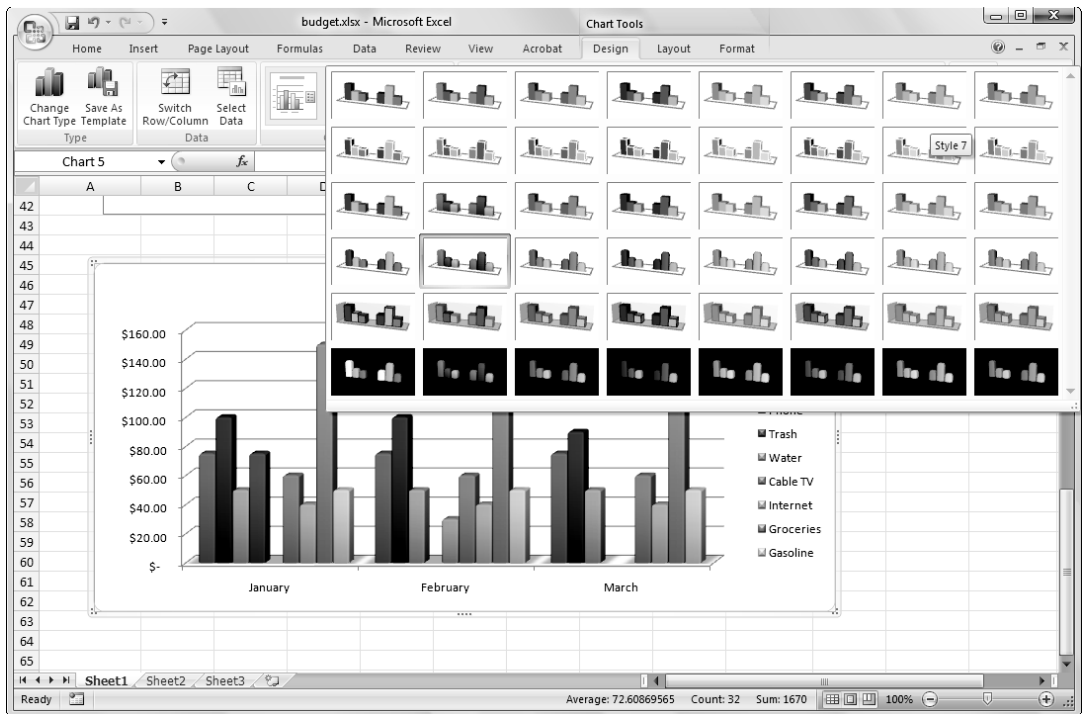 budget.xlsx - Microsoft Excel
Chart Tools
Home Insert Page Layout Formulas Data Review View Acrobat Design Layout Format
Change Chart Type
Save As Template
Switch Row/Column
Select Data
Type
Data
Chart 5
fx
Style 7
A B C
42
43
44
45
46
47
48
49
50
51
52
53
54
55
56
57
58
59
60
61
62
63
64
65
$160.00
$140.00
$120.00
$100.00
$80.00
$60.00
$40.00
$20.00
$-
January February March
Phone
Trash
Water
Cable TV
Internet
Groceries
Gasoline
Sheet1 Sheet2 Sheet3
Ready
Average: 72.60869565 Count: 32 Sum: 1670 100%